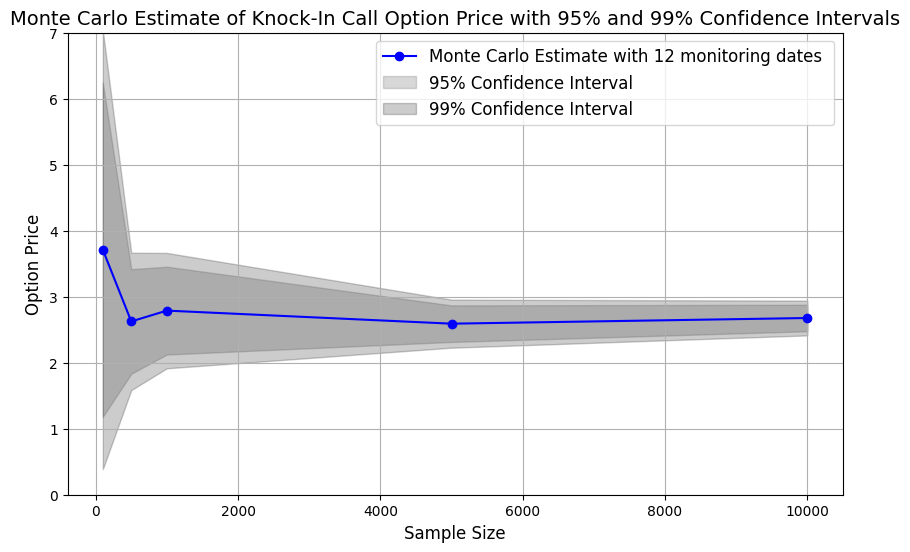 Monte Carlo Estimate of Knock-In Call Option Price with 95% and 99% Confidence Intervals
7
6
5
4
3
2
1
0
Option Price
Monte Carlo Estimate with 12 monitoring dates
95% Confidence Interval
99% Confidence Interval
0 2000 4000 6000 8000 10000
Sample Size